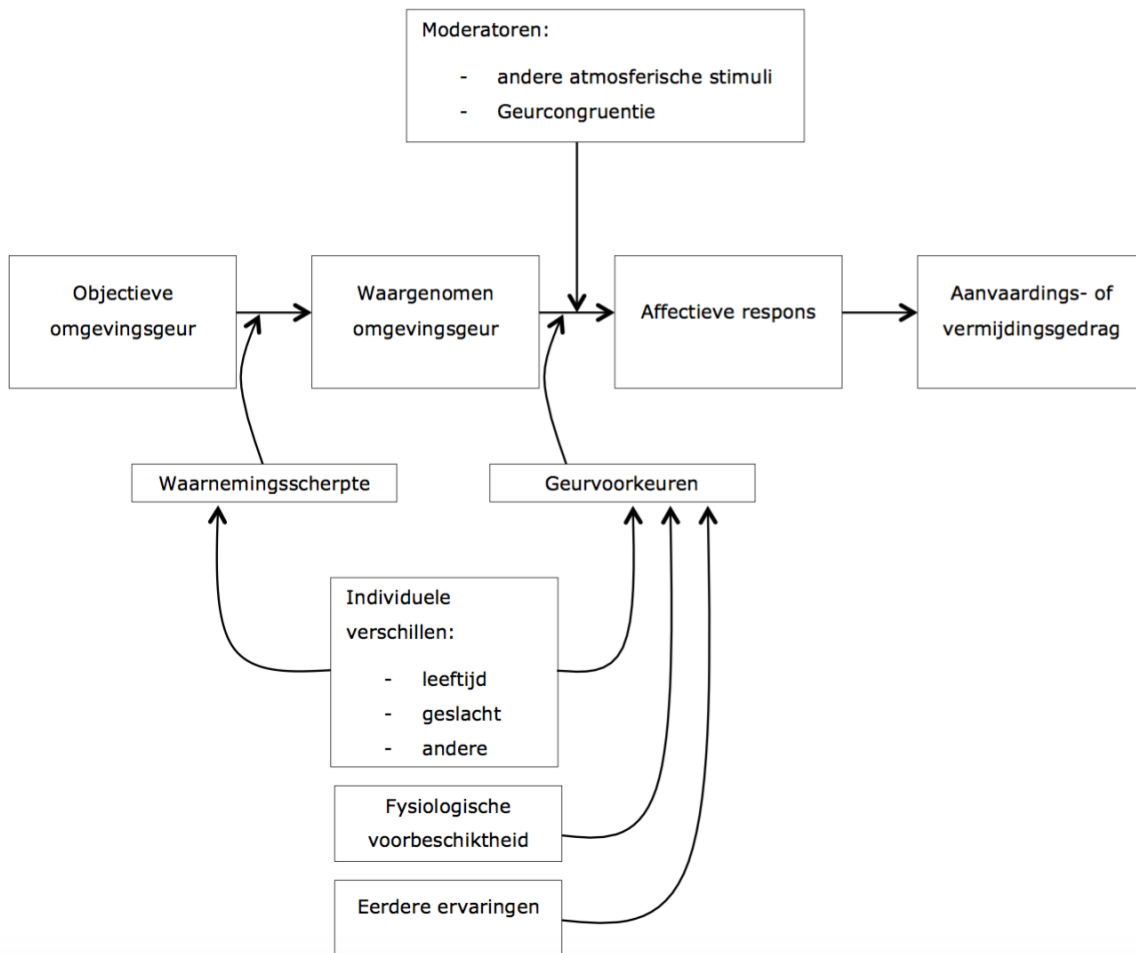 Moderatoren:
- andere atmosferische stimuli
- Geurcongruentie
Objectieve
omgevingsgeur
Waargenomen
omgevingsgeur
Affectieve respons
Aanvaardings- of
vermijdingsgedrag
Waarnemingsscherpte
Geurvoorkeuren
Individuele
verschillen:
- leeftijd
- geslacht
- andere
Fysiologische
voorbeschiktheid
Eerdere ervaringen